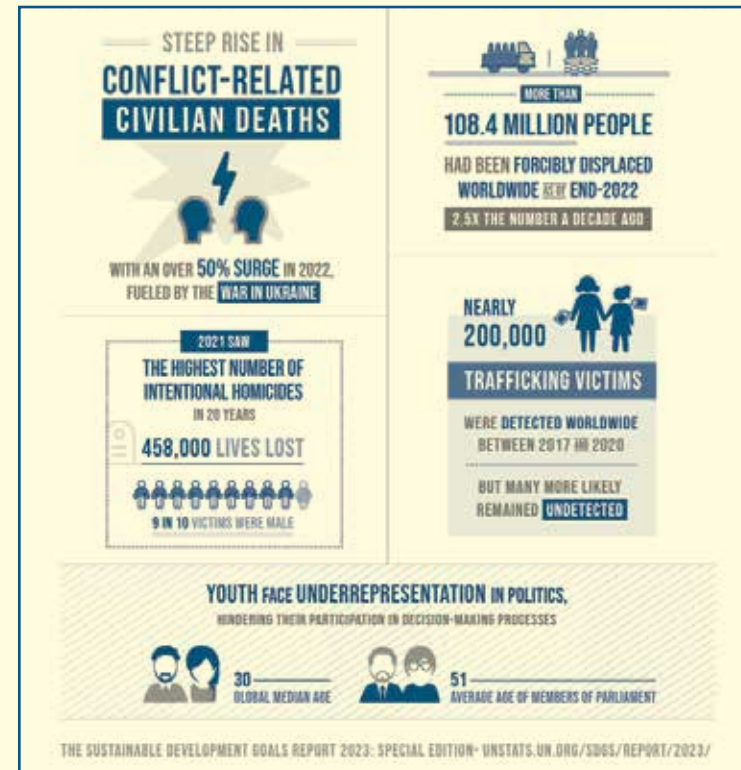 STEEP RISE IN
CONFLICT-RELATED
CIVILIAN DEATHS
WITH AN OVER 50% SURGE IN 2022,
FUELED BY THE WAR IN UKRAINE
MORE THAN
108.4 MILLION PEOPLE
HAD BEEN FORCIBLY DISPLACED
WORLDWIDE AS OF END-2022
2.5X THE NUMBER A DECADE AGO
2021 SAW
THE HIGHEST NUMBER OF
INTENTIONAL HOMICIDES
IN 20 YEARS
458,000 LIVES LOST
9 IN 10 VICTIMS WERE MALE
NEARLY
200,000
TRAFFICKING VICTIMS
WERE DETECTED WORLDWIDE
BETWEEN 2017 AND 2020
BUT MANY MORE LIKELY
REMAINED UNDETECTED
YOUTH FACE UNDERREPRESENTATION IN POLITICS,
HINDERING THEIR PARTICIPATION IN DECISION-MAKING PROCESSES
30
GLOBAL MEDIAN AGE
51
AVERAGE AGE OF MEMBERS OF PARLIAMENT
THE SUSTAINABLE DEVELOPMENT GOALS REPORT 2023: SPECIAL EDITION- UNSTATS.UN.ORG/SDGS/REPORT/2023/